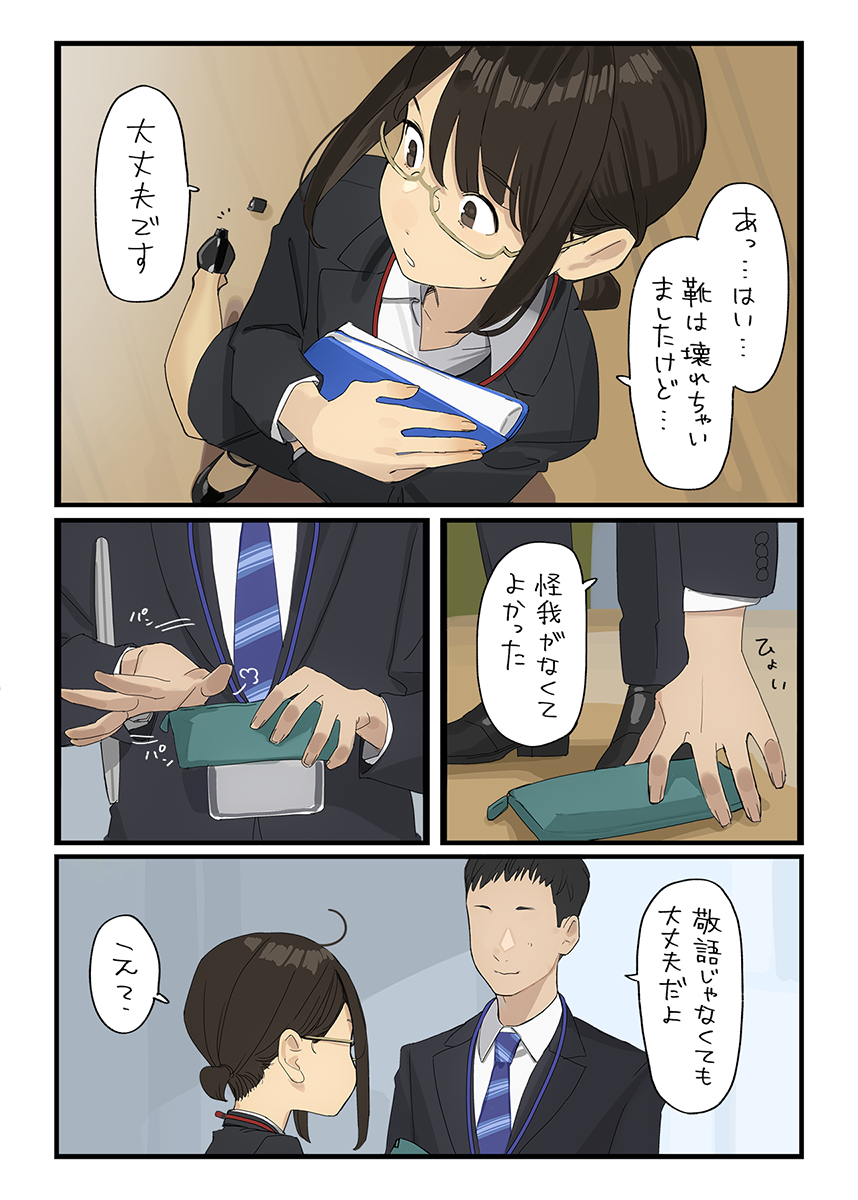 あっ…はい…
靴は壊れちゃい
ましたけど…
大丈夫です
怪我がなくて
よかった
ひょい
パン
パン
敬語じゃなくても
大丈夫だよ
え？